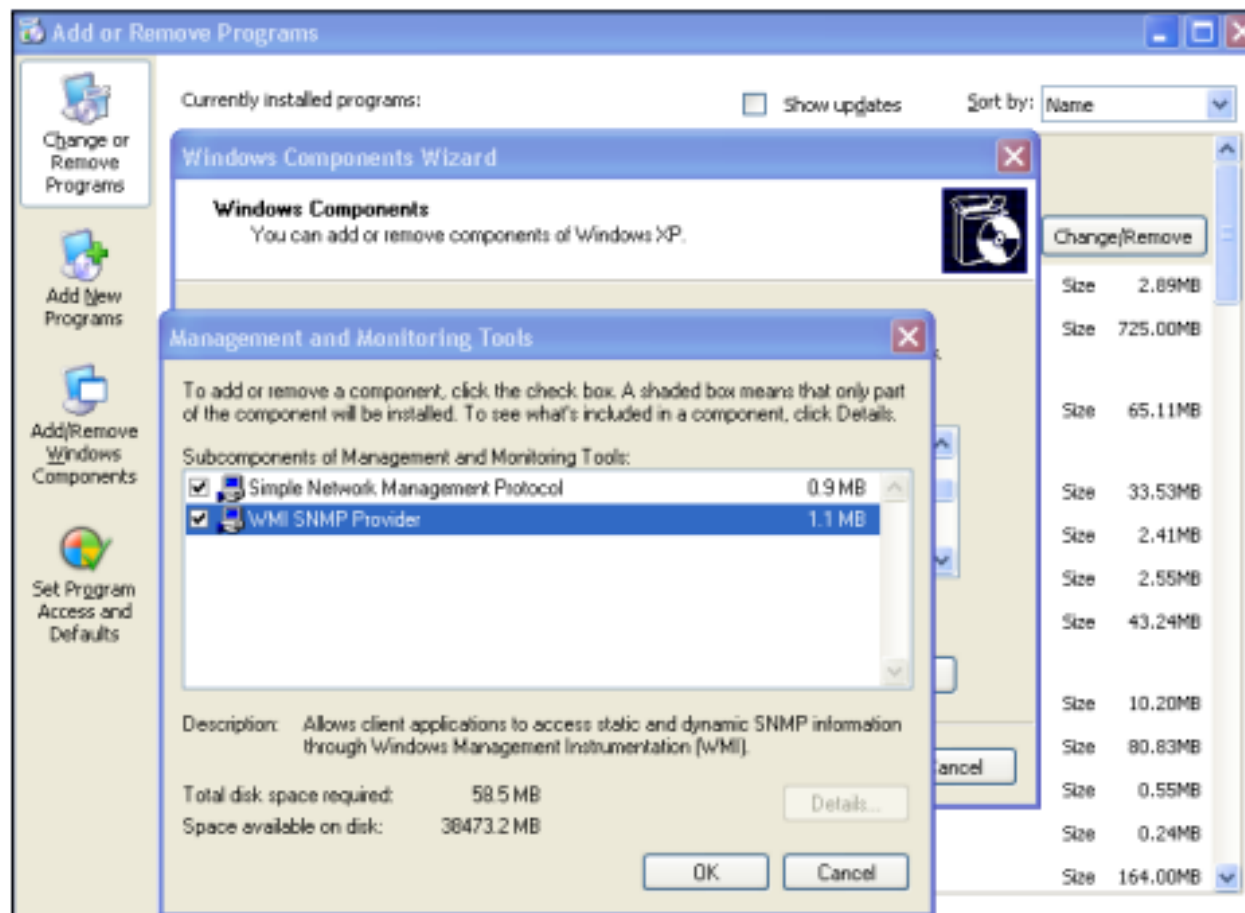 Add or Remove Programs
Change or
Remove
Programs
Add New
Programs
Add/Remove
Windows
Components
Set Program
Access and
Defaults
Currently installed programs:
Show updates
Sort by: Name
Change/Remove
Size 2.89MB
Size 725.00MB
Size 65.11MB
Size 33.53MB
Size 2.41MB
Size 2.55MB
Size 43.24MB
Size 10.20MB
Size 80.83MB
Size 0.55MB
Size 0.24MB
Size 164.00MB
Windows Components Wizard
Windows Components
You can add or remove components of Windows XP.
ancel
Management and Monitoring Tools
To add or remove a component, click the check box. A shaded box means that only part
of the component will be installed. To see what's included in a component, click Details.
Subcomponents of Management and Monitoring Tools:
Simple Network Management Protocol 0.9 MB
WMI SNMP Provider 1.1 MB
Description: Allows client applications to access static and dynamic SNMP information
through Windows Management Instrumentation (WMI).
Total disk space required: 58.5 MB
Space available on disk: 38473.2 MB
Details...
OK Cancel